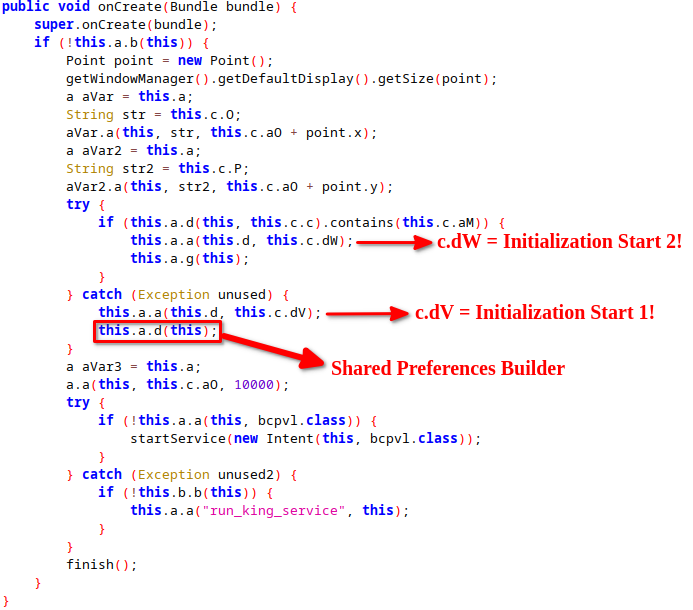 public void onCreate(Bundle bundle) {
    super.onCreate(bundle);
    if (!this.a.b(this)) {
        Point point = new Point();
        getWindowManager().getDefaultDisplay().getSize(point);
        a aVar = this.a;
        String str = this.c.O;
        aVar.a(this, str, this.c.aO + point.x);
        a aVar2 = this.a;
        String str2 = this.c.P;
        aVar2.a(this, str2, this.c.aO + point.y);
        try {
            if (this.a.d(this, this.c.c).contains(this.c.aM)) {
                this.a.a(this.d, this.c.dW); c.dW = Initialization Start 2!
                this.a.g(this);
            }
        } catch (Exception unused) {
            this.a.a(this.d, this.c.dV); c.dV = Initialization Start 1!
            this.a.d(this);
        }
Shared Preferences Builder
        a aVar3 = this.a;
        a.a(this, this.c.aO, 10000);
        try {
            if (!this.a.a(this, bcpvl.class)) {
                startService(new Intent(this, bcpvl.class));
            }
        } catch (Exception unused2) {
            if (!this.b.b(this)) {
                this.a.a("run_king_service", this);
            }
        }
        finish();
    }
}